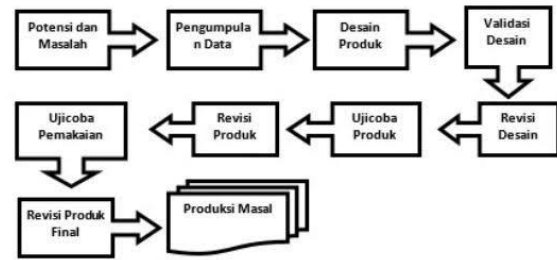 Potensi dan
Masalah
Pengumpula
n Data
Desain
Produk
Validasi
Desain
Revisi
Desain
Ujicoba
Produk
Revisi
Produk
Ujicoba
Pemakaian
Revisi Produk
Final
Produksi Masal